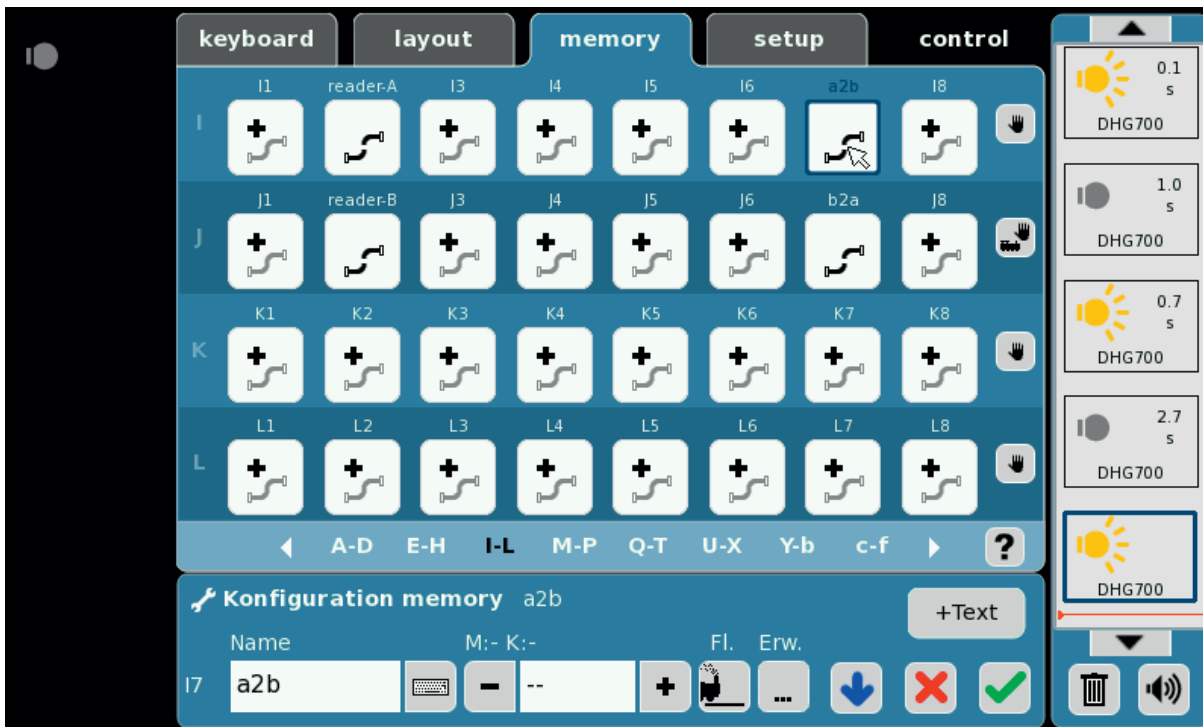 keyboard layout memory setup control
I1 reader-A I3 I4 I5 I6 a2b I8
I
J1 reader-B J3 J4 J5 J6 b2a J8
J
K1 K2 K3 K4 K5 K6 K7 K8
K
L1 L2 L3 L4 L5 L6 L7 L8
L
A-D E-H I-L M-P Q-T U-X Y-b c-f ?
Konfiguration memory a2b
+Text
Name M:- K:- Fl. Erw.
I7 a2b -- ...
0.1
s
DHG700
1.0
s
DHG700
0.7
s
DHG700
2.7
s
DHG700
DHG700